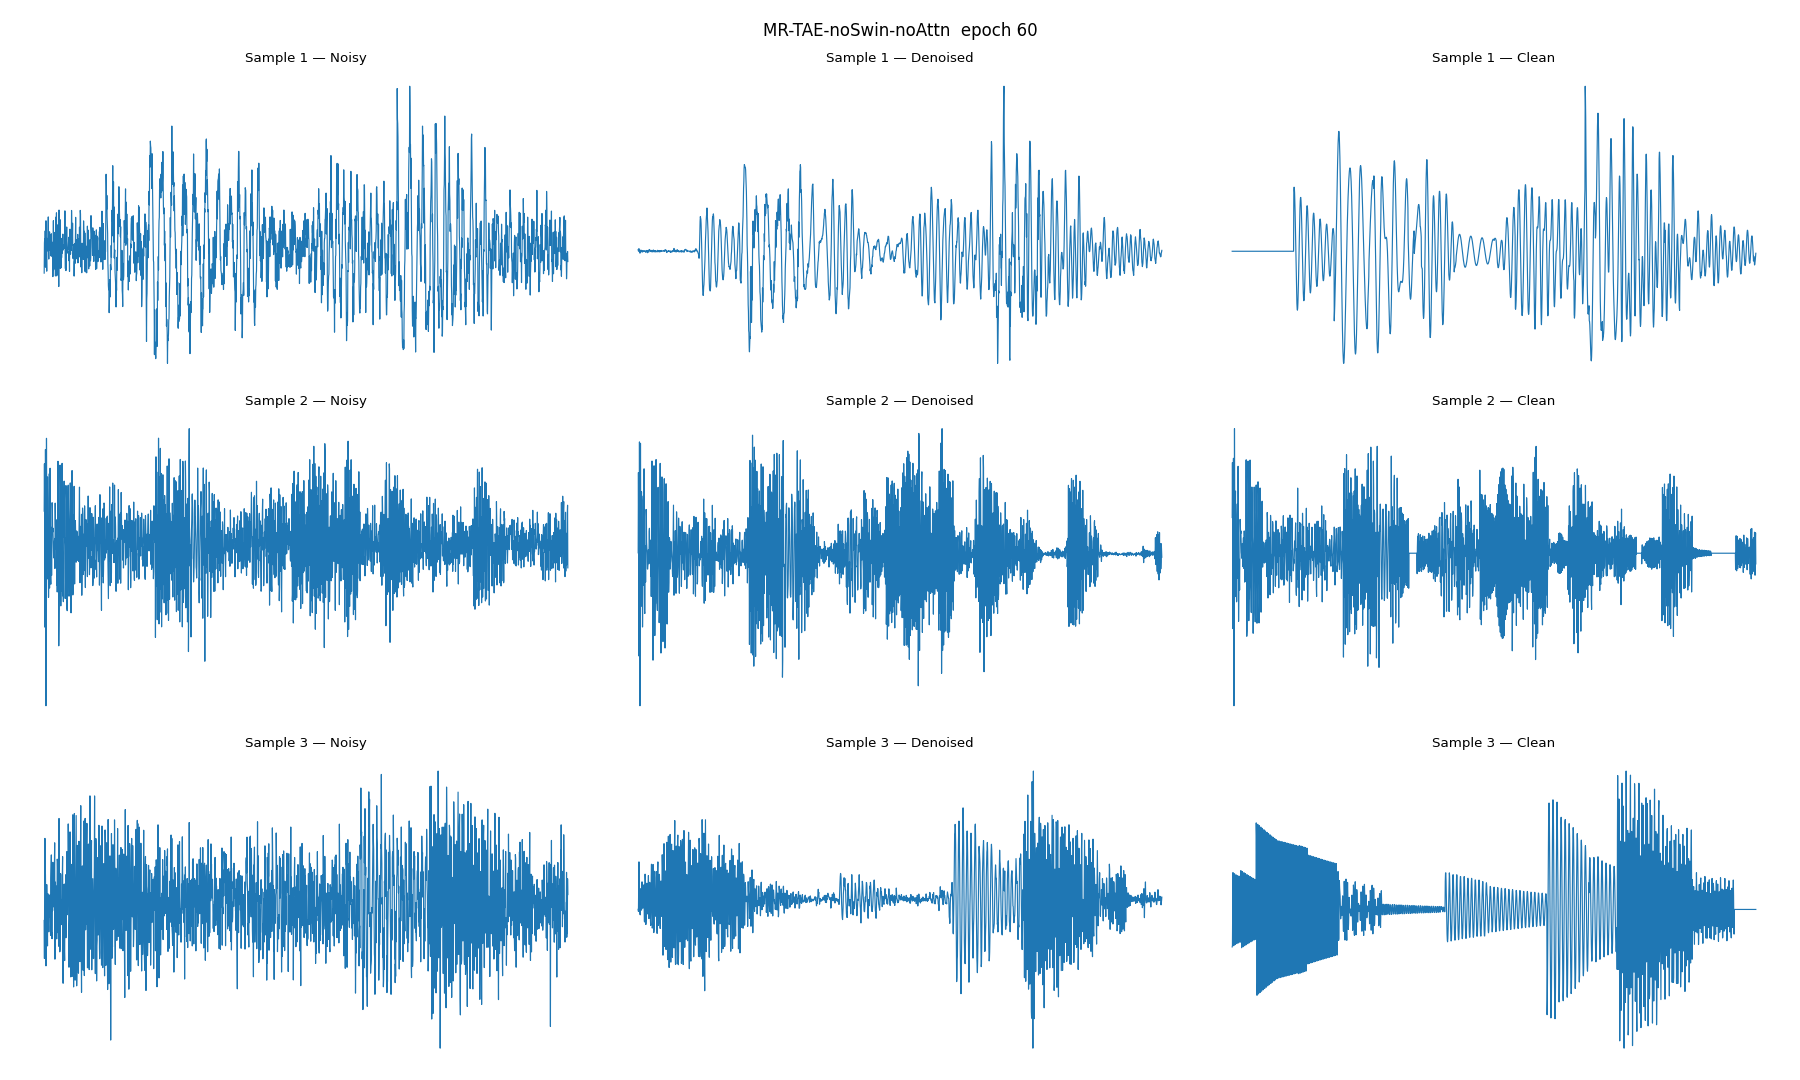 MR-TAE-noSwin-noAttn  epoch 60
Sample 1 — Noisy
Sample 1 — Denoised
Sample 1 — Clean
Sample 2 — Noisy
Sample 2 — Denoised
Sample 2 — Clean
Sample 3 — Noisy
Sample 3 — Denoised
Sample 3 — Clean